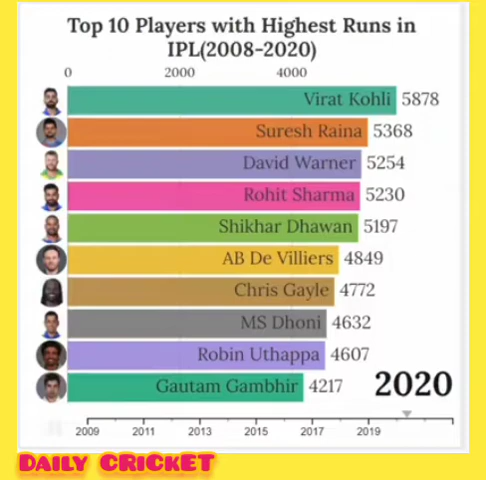 Top 10 Players with Highest Runs in
IPL(2008-2020)
0 2000 4000
Virat Kohli 5878
Suresh Raina 5368
David Warner 5254
Rohit Sharma 5230
Shikhar Dhawan 5197
AB De Villiers 4849
Chris Gayle 4772
MS Dhoni 4632
Robin Uthappa 4607
Gautam Gambhir 4217
2020
2009 2011 2013 2015 2017 2019
DAILY CRICKET